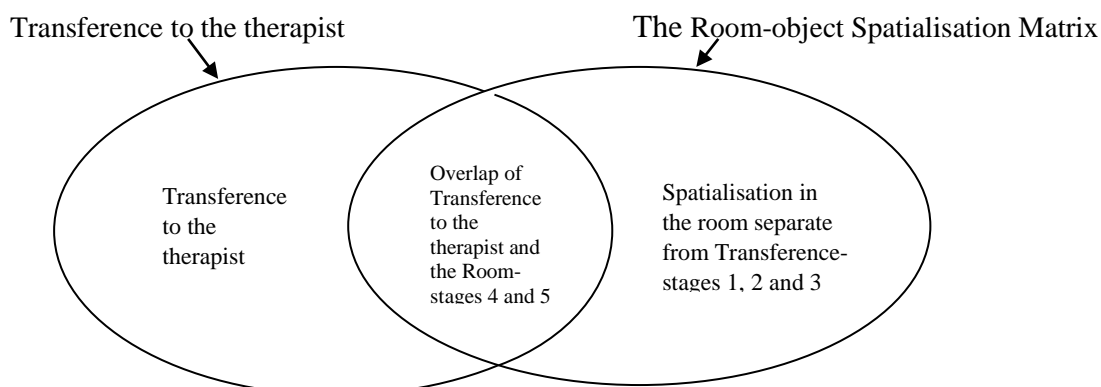 Transference to the therapist
The Room-object Spatialisation Matrix
Transference
to the
therapist
Overlap of
Transference
to the
therapist and
the Room-
stages 4 and 5
Spatialisation in
the room separate
from Transference-
stages 1, 2 and 3